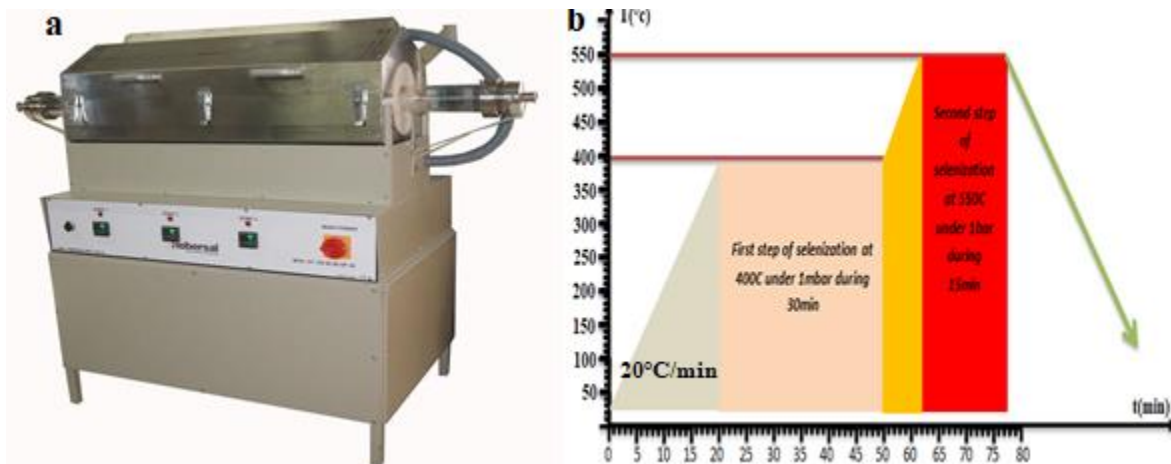 a
b
T(°c)
550
500
450
400
350
300
250
200
150
100
50
0
First step of selenization at
400C under 1mbar during
30min
Second step
of
selenization
at 550C
under 1bar
during
15min
20°C/min
t(min)
0 5 10 15 20 25 30 35 40 45 50 55 60 65 70 75 80
nabersal